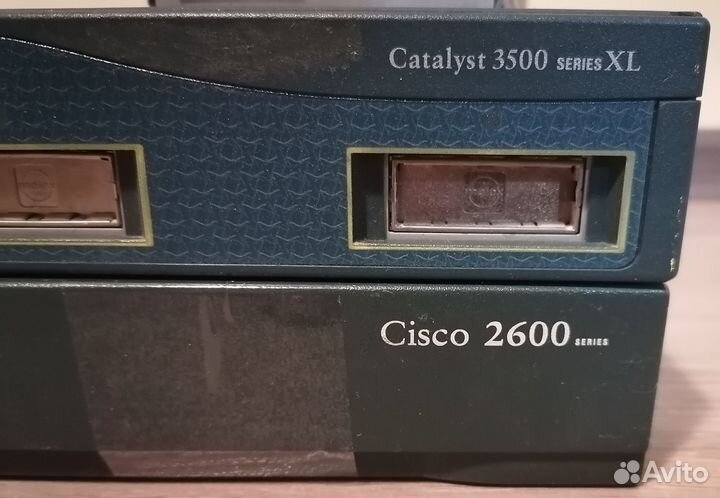 Catalyst 3500 SERIES XL
Cisco 2600 SERIES
Avito